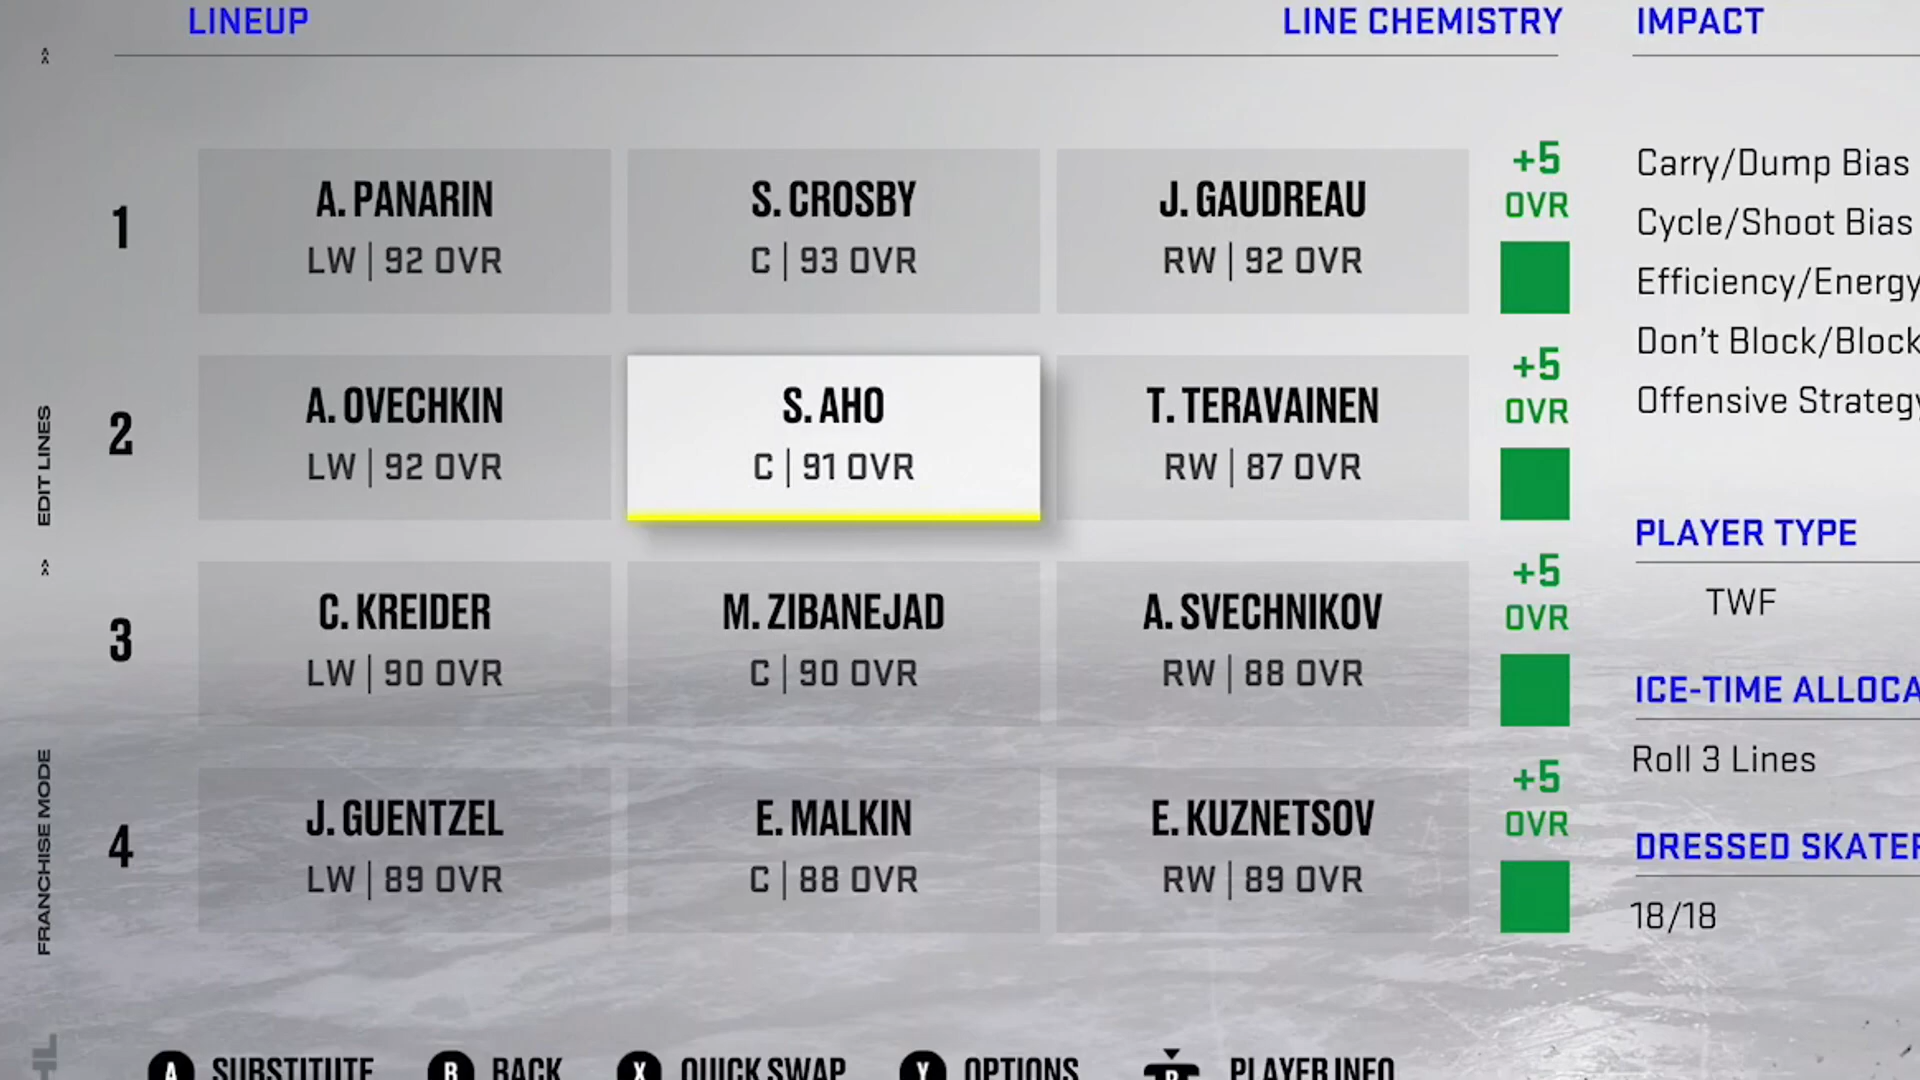 LINEUP
LINE CHEMISTRY
IMPACT
1
A. PANARIN
LW | 92 OVR
S. CROSBY
C | 93 OVR
J. GAUDREAU
RW | 92 OVR
+5
OVR
2
A. OVECHKIN
LW | 92 OVR
S. AHO
C | 91 OVR
T. TERAVAINEN
RW | 87 OVR
+5
OVR
3
C. KREIDER
LW | 90 OVR
M. ZIBANEJAD
C | 90 OVR
A. SVECHNIKOV
RW | 88 OVR
+5
OVR
4
J. GUENTZEL
LW | 89 OVR
E. MALKIN
C | 88 OVR
E. KUZNETSOV
RW | 89 OVR
+5
OVR
Carry/Dump Bias
Cycle/Shoot Bias
Efficiency/Energy
Don't Block/Block
Offensive Strategy
PLAYER TYPE
TWF
ICE-TIME ALLOCA
Roll 3 Lines
DRESSED SKATER
18/18
EDIT LINES
FRANCHISE MODE
A SUBSTITUTE
B BACK
X QUICK SWAP
Y OPTIONS
R PLAYER INFO